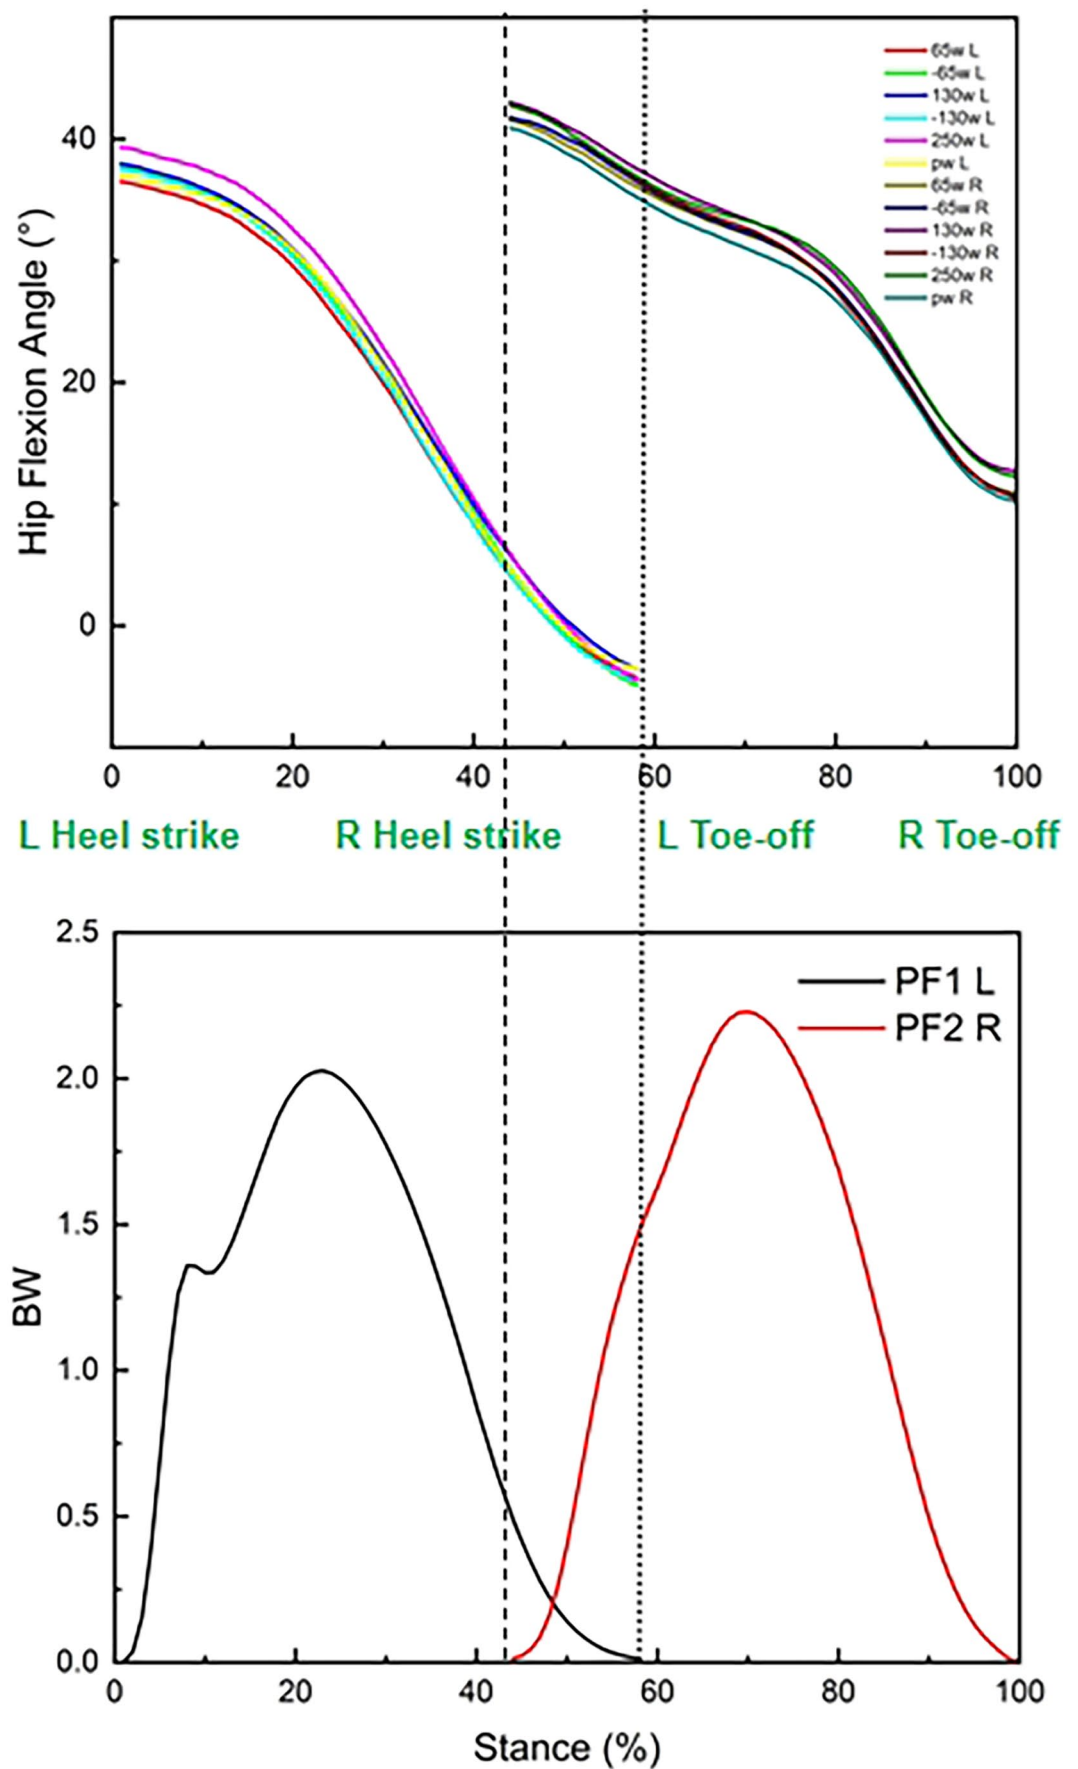 Hip Flexion Angle (°)
40
20
0
65w L
-65w L
130w L
-130w L
250w L
pw L
65w R
-65w R
130w R
-130w R
250w R
pw R
0 20 40 60 80 100
L Heel strike R Heel strike L Toe-off R Toe-off
BW
2.5
2.0
1.5
1.0
0.5
0.0
PF1 L
PF2 R
0 20 40 60 80 100
Stance (%)